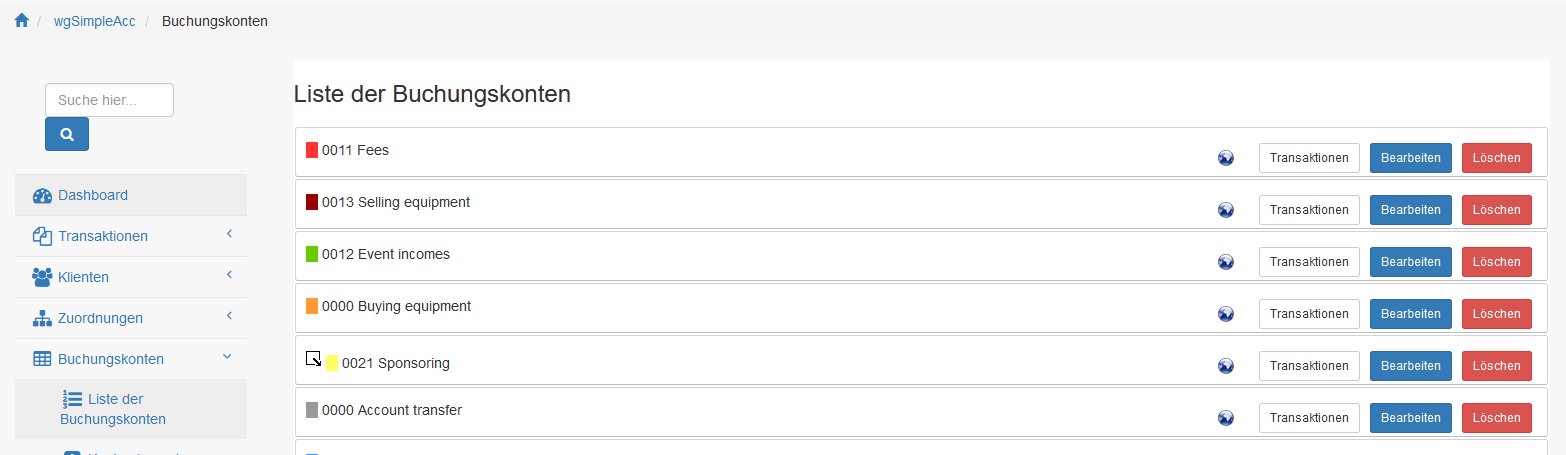 wgSimpleAcc / Buchungskonten
Suche hier...
Dashboard
Transaktionen
Klienten
Zuordnungen
Buchungskonten
Liste der
Buchungskonten
Liste der Buchungskonten
0011 Fees Transaktionen Bearbeiten Löschen
0013 Selling equipment Transaktionen Bearbeiten Löschen
0012 Event incomes Transaktionen Bearbeiten Löschen
0000 Buying equipment Transaktionen Bearbeiten Löschen
0021 Sponsoring Transaktionen Bearbeiten Löschen
0000 Account transfer Transaktionen Bearbeiten Löschen